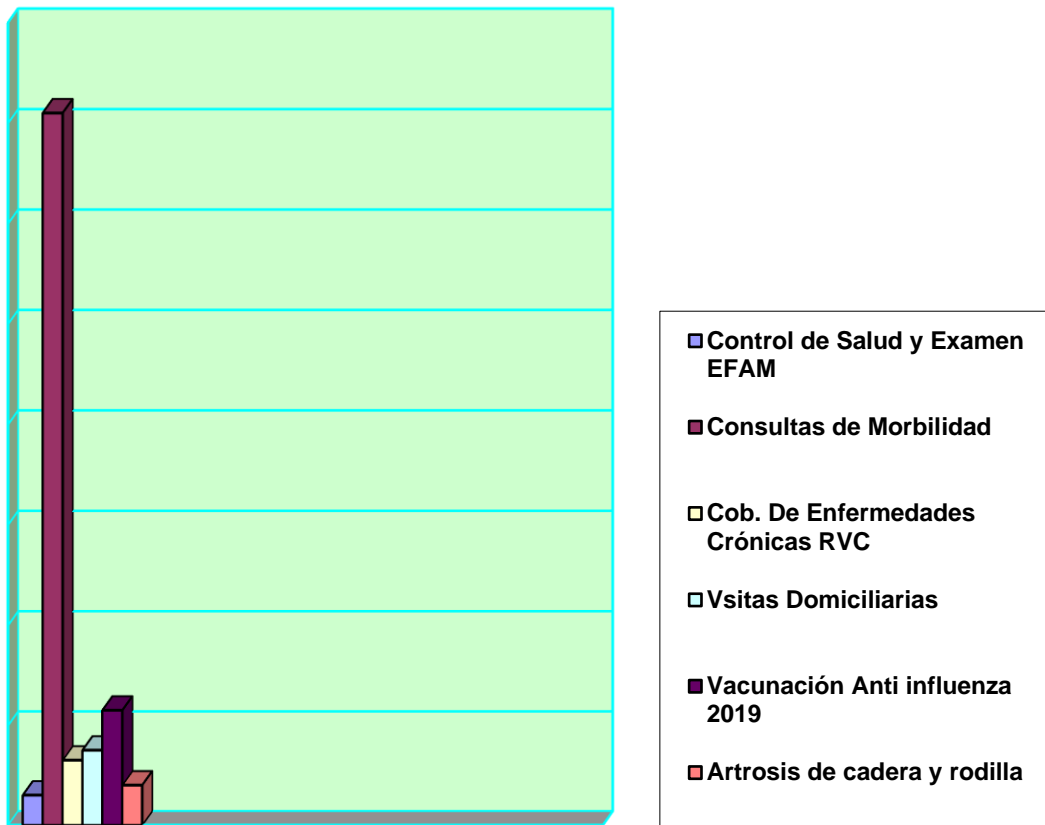 Control de Salud y Examen
EFAM
Consultas de Morbilidad
Cob. De Enfermedades
Crónicas RVC
Vsitas Domiciliarias
Vacunación Anti influenza
2019
Artrosis de cadera y rodilla